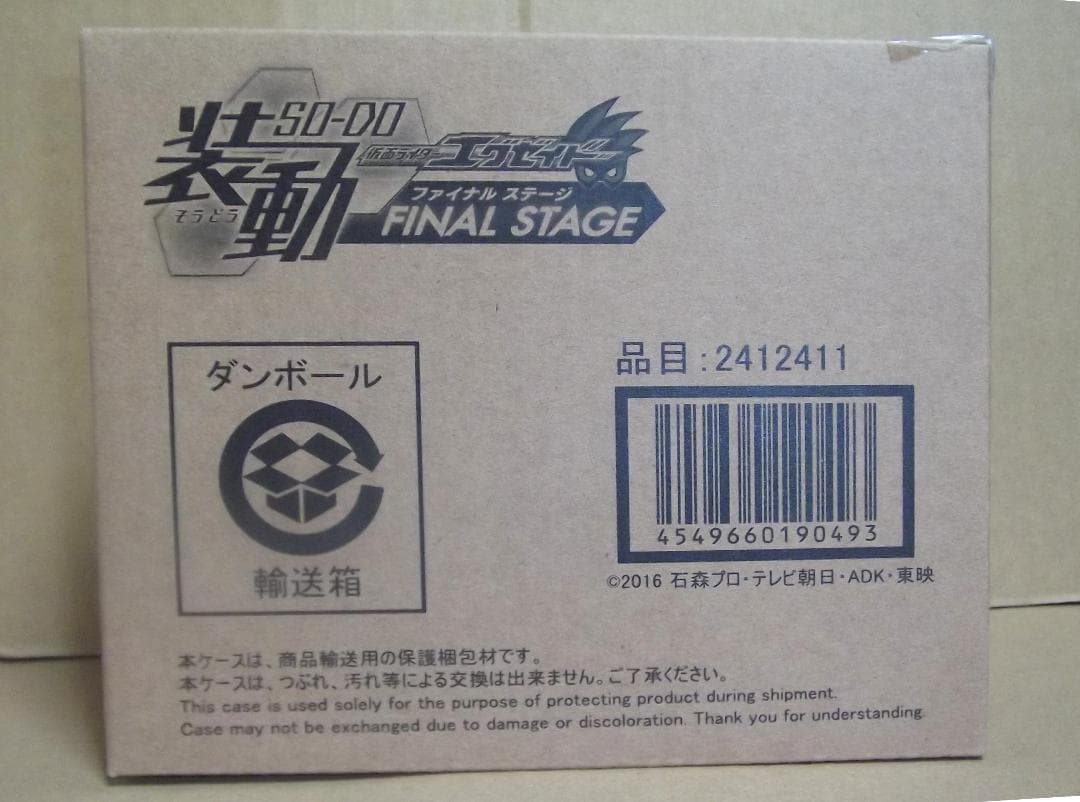 SO-DO
装動
そうどう
仮面ライダー エグゼイド
ファイナル ステージ
FINAL STAGE
ダンボール
輸送箱
品目:2412411
4549660190493
©2016 石森プロ・テレビ朝日・ADK・東映
本ケースは、商品輸送用の保護梱包材です。
本ケースは、つぶれ、汚れ等による交換は出来ません。ご了承ください。
This case is used solely for the purpose of protecting product during shipment.
Case may not be exchanged due to damage or discoloration. Thank you for understanding.